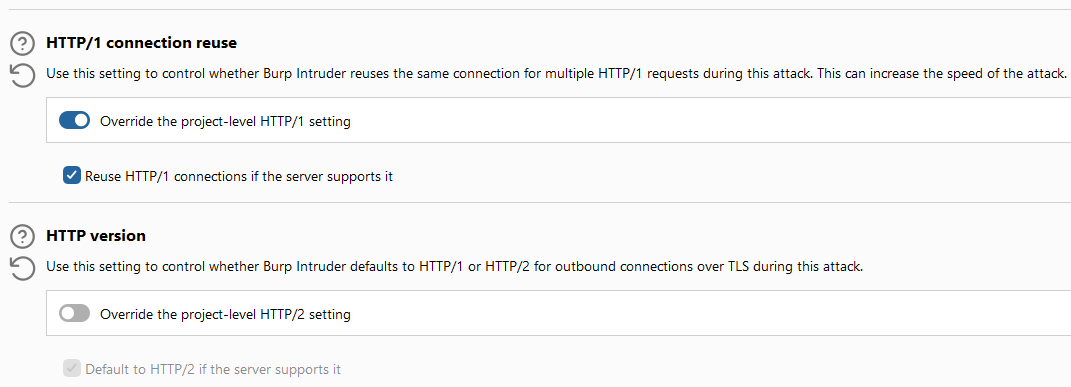 HTTP/1 connection reuse
Use this setting to control whether Burp Intruder reuses the same connection for multiple HTTP/1 requests during this attack. This can increase the speed of the attack.
Override the project-level HTTP/1 setting
Reuse HTTP/1 connections if the server supports it
HTTP version
Use this setting to control whether Burp Intruder defaults to HTTP/1 or HTTP/2 for outbound connections over TLS during this attack.
Override the project-level HTTP/2 setting
Default to HTTP/2 if the server supports it